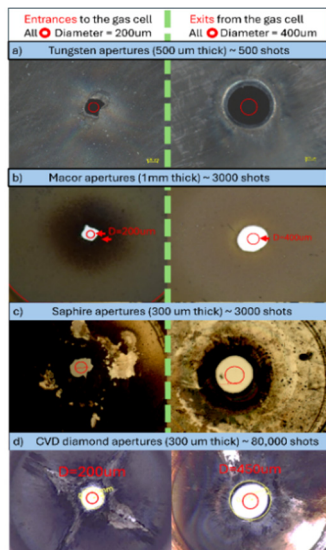 Entrances to the gas cell
All Diameter = 200um
Exits from the gas cell
All Diameter = 400um
a) Tungsten apertures (500 um thick) ~ 500 shots
b) Macor apertures (1mm thick) ~ 3000 shots
D=200um
D=400um
c) Saphire apertures (300 um thick) ~ 3000 shots
d) CVD diamond apertures (300 um thick) ~ 80,000 shots
D=200um
D=450um